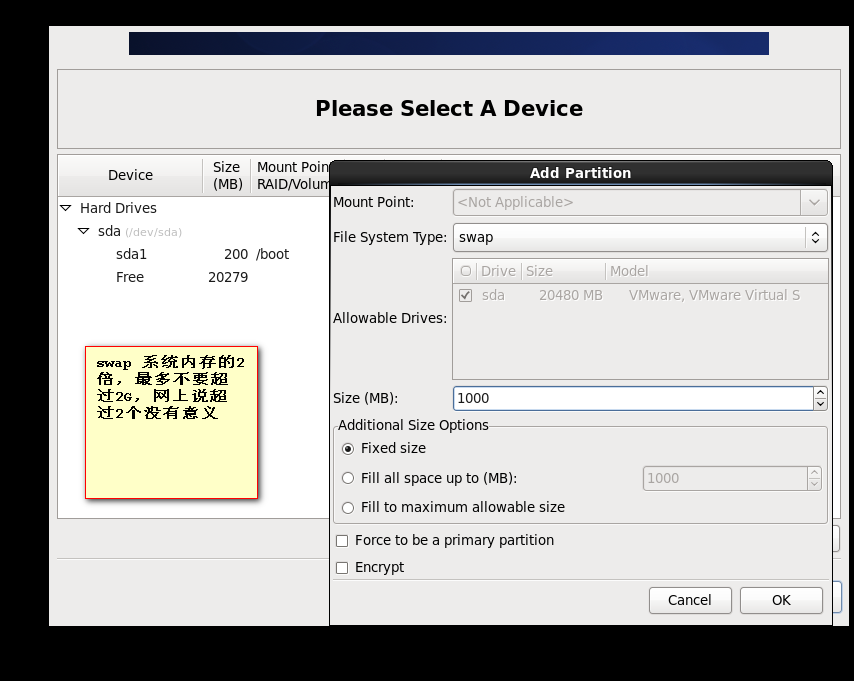 Please Select A Device
Device
Size
(MB)
Mount Poin
RAID/Volum
Hard Drives
sda (/dev/sda)
sda1 200 /boot
Free 20279
swap 系统内存的2
倍，最多不要超
过2G，网上说超
过2个没有意义
Add Partition
Mount Point: <Not Applicable>
File System Type: swap
Allowable Drives:
Drive Size Model
sda 20480 MB VMware, VMware Virtual S
Size (MB): 1000
Additional Size Options
Fixed size
Fill all space up to (MB): 1000
Fill to maximum allowable size
Force to be a primary partition
Encrypt
Cancel OK